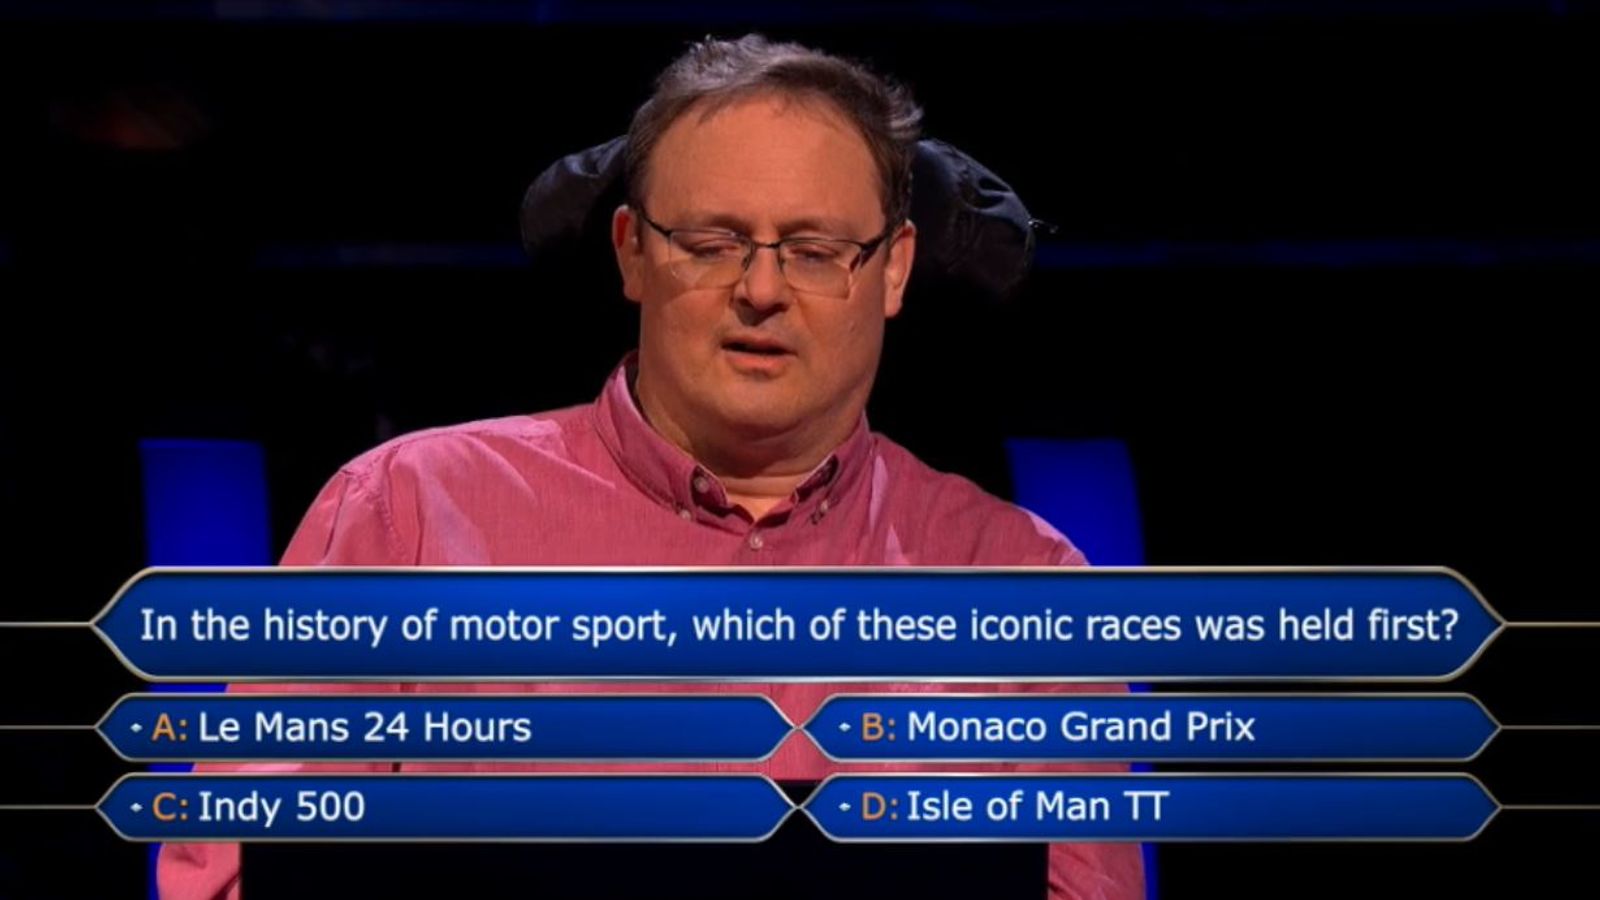 In the history of motor sport, which of these iconic races was held first?
A: Le Mans 24 Hours
B: Monaco Grand Prix
C: Indy 500
D: Isle of Man TT